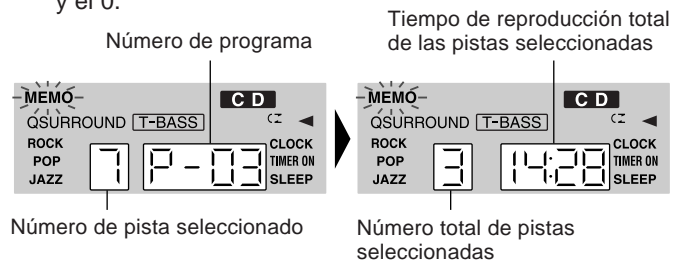 y el 0.
Tiempo de reproducción total
de las pistas seleccionadas
Número de programa
MEMO
CD
QSURROUND T-BASS
ROCK
POP
JAZZ
7
P-03
CLOCK
TIMER ON
SLEEP
Número de pista seleccionado
MEMO
CD
QSURROUND T-BASS
ROCK
POP
JAZZ
3
14:28
CLOCK
TIMER ON
SLEEP
Número total de pistas
seleccionadas